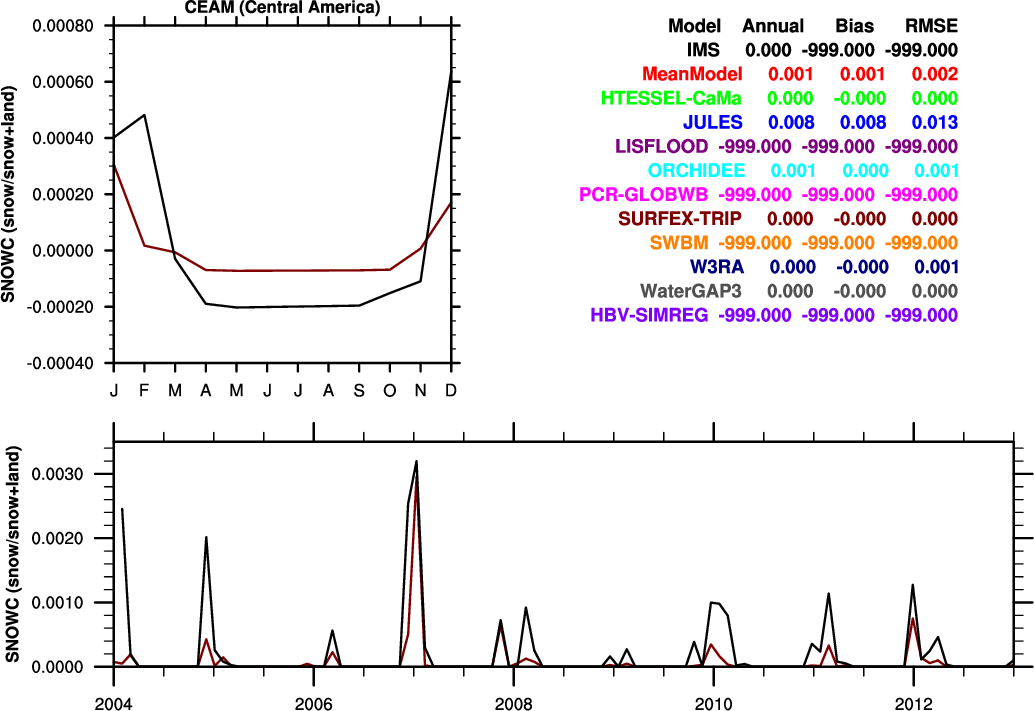 CEAM (Central America)
SNOWC (snow/snow+land)
0.00080
0.00060
0.00040
0.00020
0.00000
-0.00020
-0.00040
J F M A M J J A S O N D
Model Annual Bias RMSE
IMS 0.000 -999.000 -999.000
MeanModel 0.001 0.001 0.002
HTESSEL-CaMa 0.000 -0.000 0.000
JULES 0.008 0.008 0.013
LISFLOOD -999.000 -999.000 -999.000
ORCHIDEE 0.001 0.000 0.001
PCR-GLOBWB -999.000 -999.000 -999.000
SURFEX-TRIP 0.000 -0.000 0.000
SWBM -999.000 -999.000 -999.000
W3RA 0.000 -0.000 0.001
WaterGAP3 0.000 -0.000 0.000
HBV-SIMREG -999.000 -999.000 -999.000
SNOWC (snow/snow+land)
0.0030
0.0020
0.0010
0.0000
2004 2006 2008 2010 2012